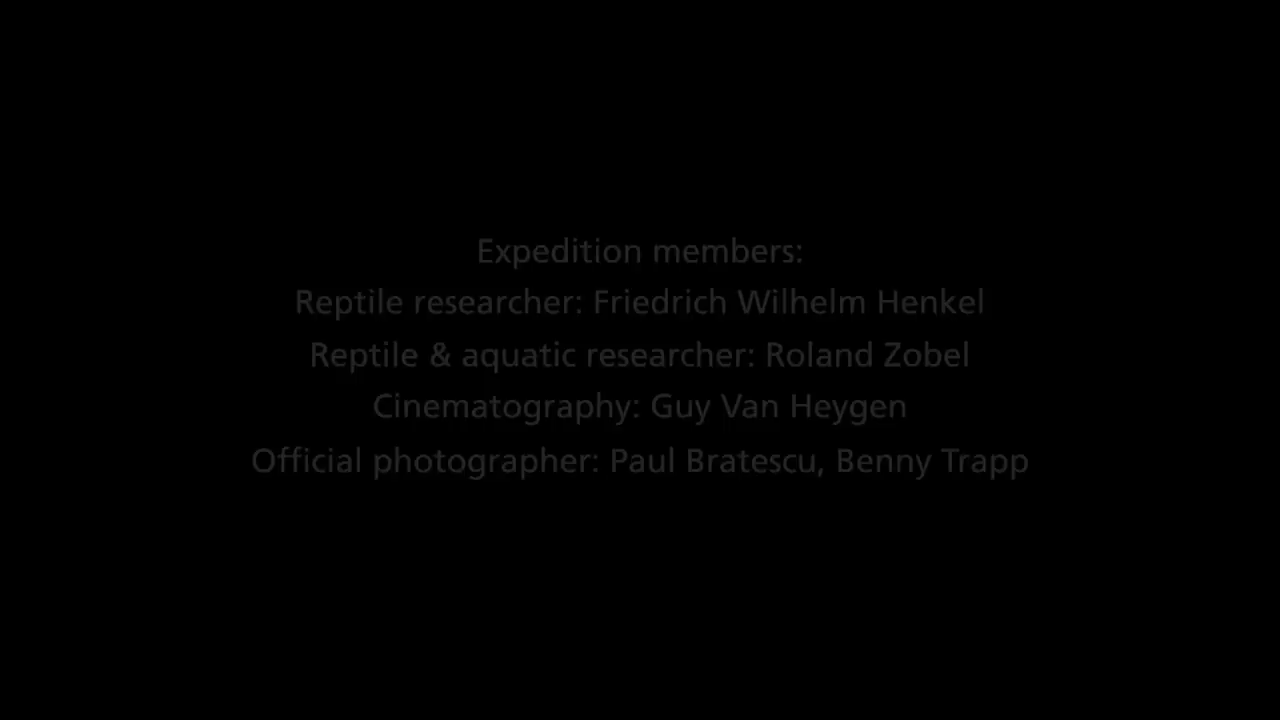 Expedition members:
Reptile researcher: Friedrich Wilhelm Henkel
Reptile & aquatic researcher: Roland Zobel
Cinematography: Guy Van Heygen
Official photographer: Paul Bratescu, Benny Trapp